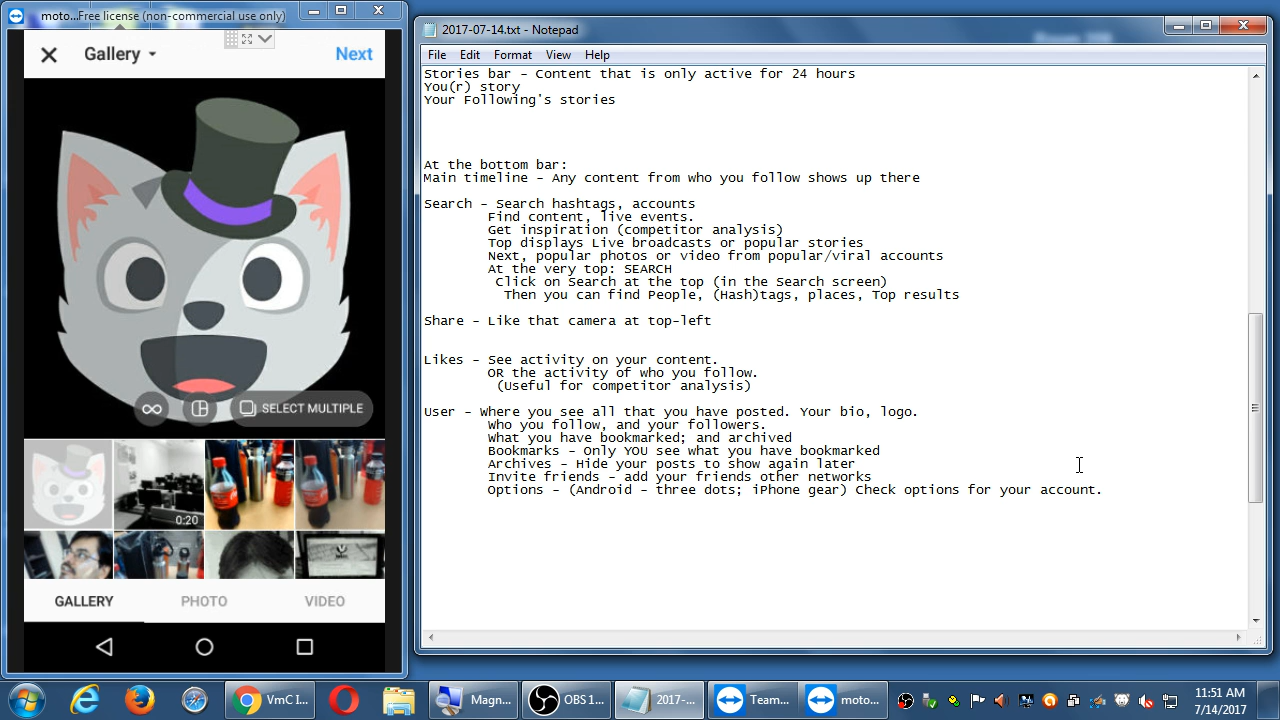 moto...Free license (non-commercial use only)
Gallery
Next
SELECT MULTIPLE
0:20
GALLERY
PHOTO
VIDEO
2017-07-14.txt - Notepad
File Edit Format View Help
Stories bar - Content that is only active for 24 hours
You(r) story
Your Following's stories
At the bottom bar:
Main timeline - Any content from who you follow shows up there
Search - Search hashtags, accounts
Find content, live events.
Get inspiration (competitor analysis)
Top displays Live broadcasts or popular stories
Next, popular photos or video from popular/viral accounts
At the very top: SEARCH
Click on Search at the top (in the Search screen)
Then you can find People, (Hash)tags, places, Top results
Share - Like that camera at top-left
Likes - See activity on your content.
OR the activity of who you follow.
(Useful for competitor analysis)
User - Where you see all that you have posted. Your bio, logo.
Who you follow, and your followers.
What you have bookmarked; and archived
Bookmarks - Only YOU see what you have bookmarked
Archives - Hide your posts to show again later
Invite friends - add your friends other networks
Options - (Android - three dots; iPhone gear) Check options for your account.
VmC I...
Magn...
OBS 1...
2017-...
Team...
moto...
11:51 AM
7/14/2017